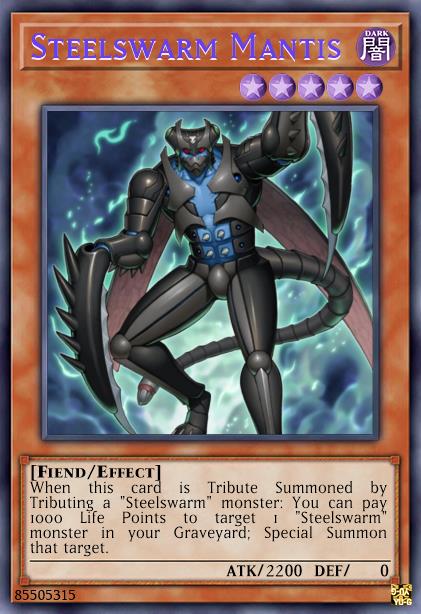 Steelswarm Mantis
DARK
闇
[Fiend/Effect]
When this card is Tribute Summoned by
Tributing a "Steelswarm" monster: You can pay
1000 Life Points to target 1 "Steelswarm"
monster in your Graveyard; Special Summon
that target.
ATK/2200 DEF/ 0
85505315